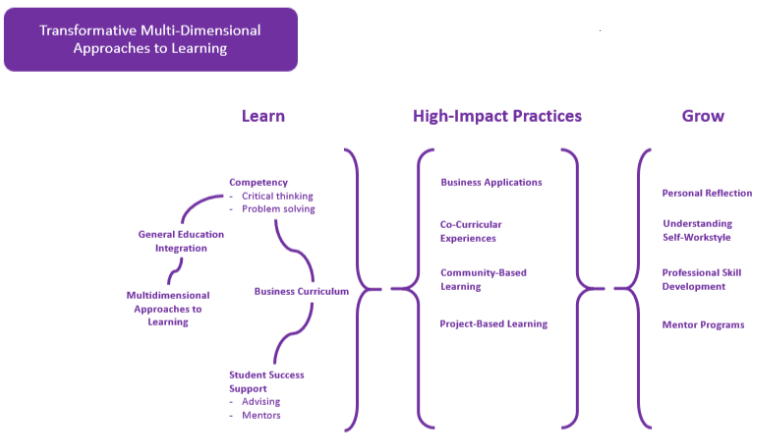 Transformative Multi-Dimensional
Approaches to Learning
Learn
High-Impact Practices
Grow
Competency
- Critical thinking
- Problem solving
General Education
Integration
Multidimensional
Approaches to
Learning
Business Curriculum
Student Success
Support
- Advising
- Mentors
Business Applications
Co-Curricular
Experiences
Community-Based
Learning
Project-Based Learning
Personal Reflection
Understanding
Self-Workstyle
Professional Skill
Development
Mentor Programs